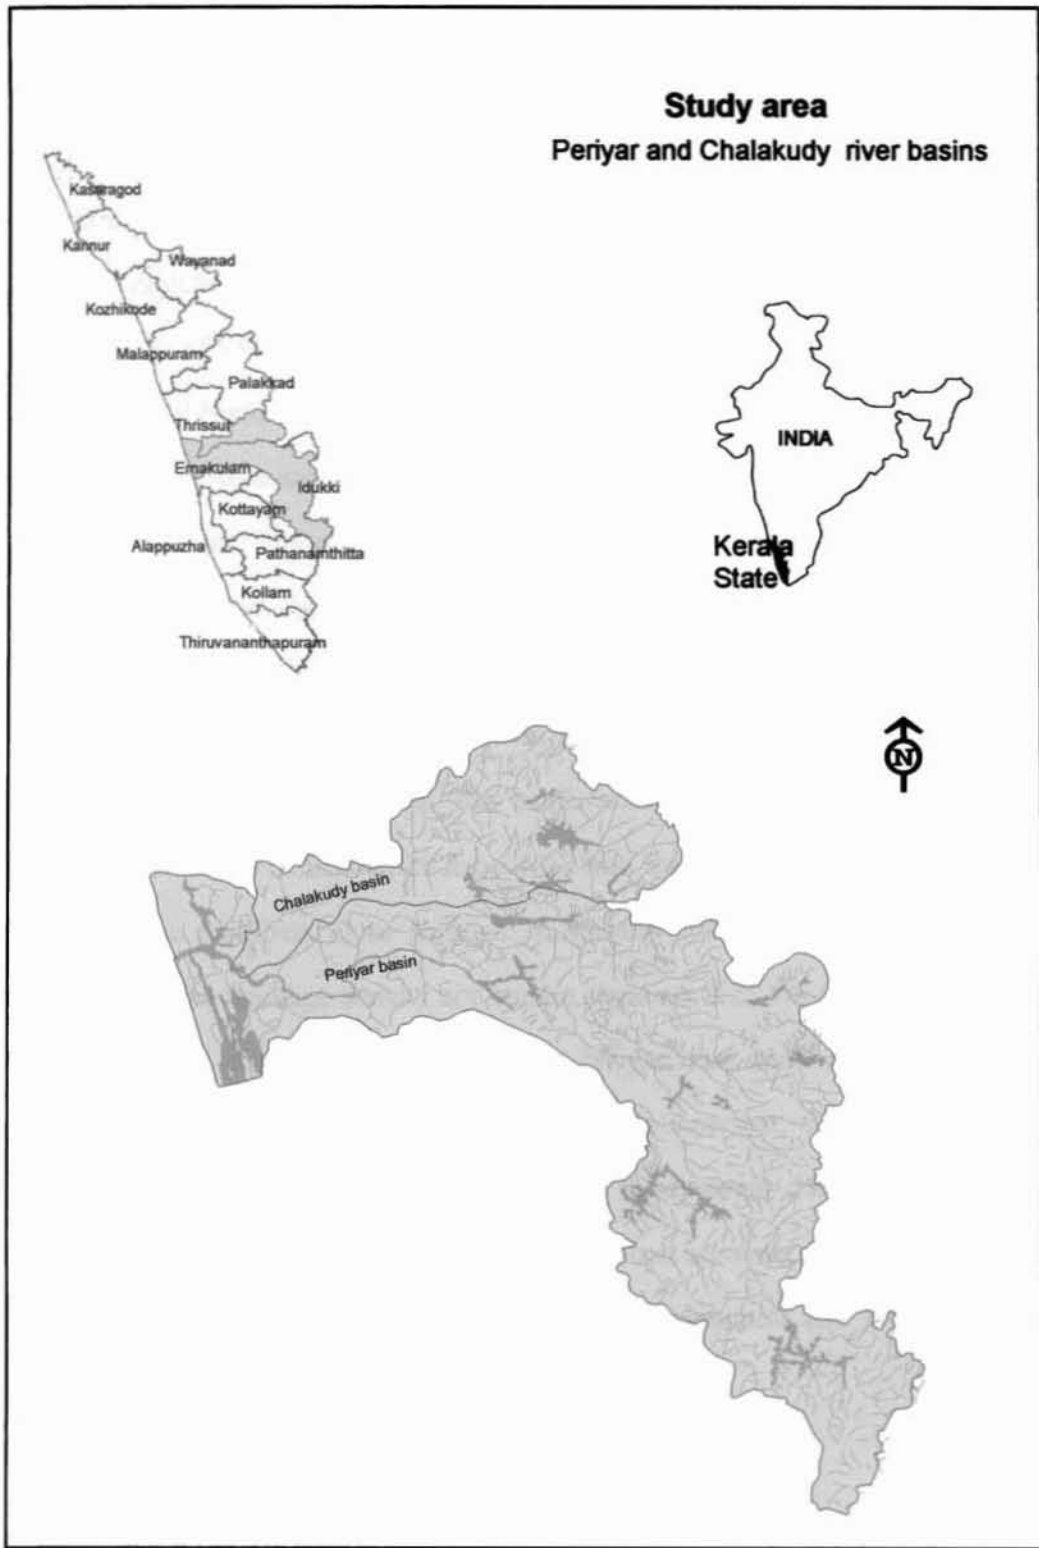 Study area
Periyar and Chalakudy river basins
Kasaragod
Kannur
Wayanad
Kozhikode
Malappuram
Palakkad
Thrissur
Ernakulam
Idukki
Kottayam
Alappuzha
Pathanamthitta
Kollam
Thiruvananthapuram
INDIA
Kerala
State
N
Chalakudy basin
Periyar basin